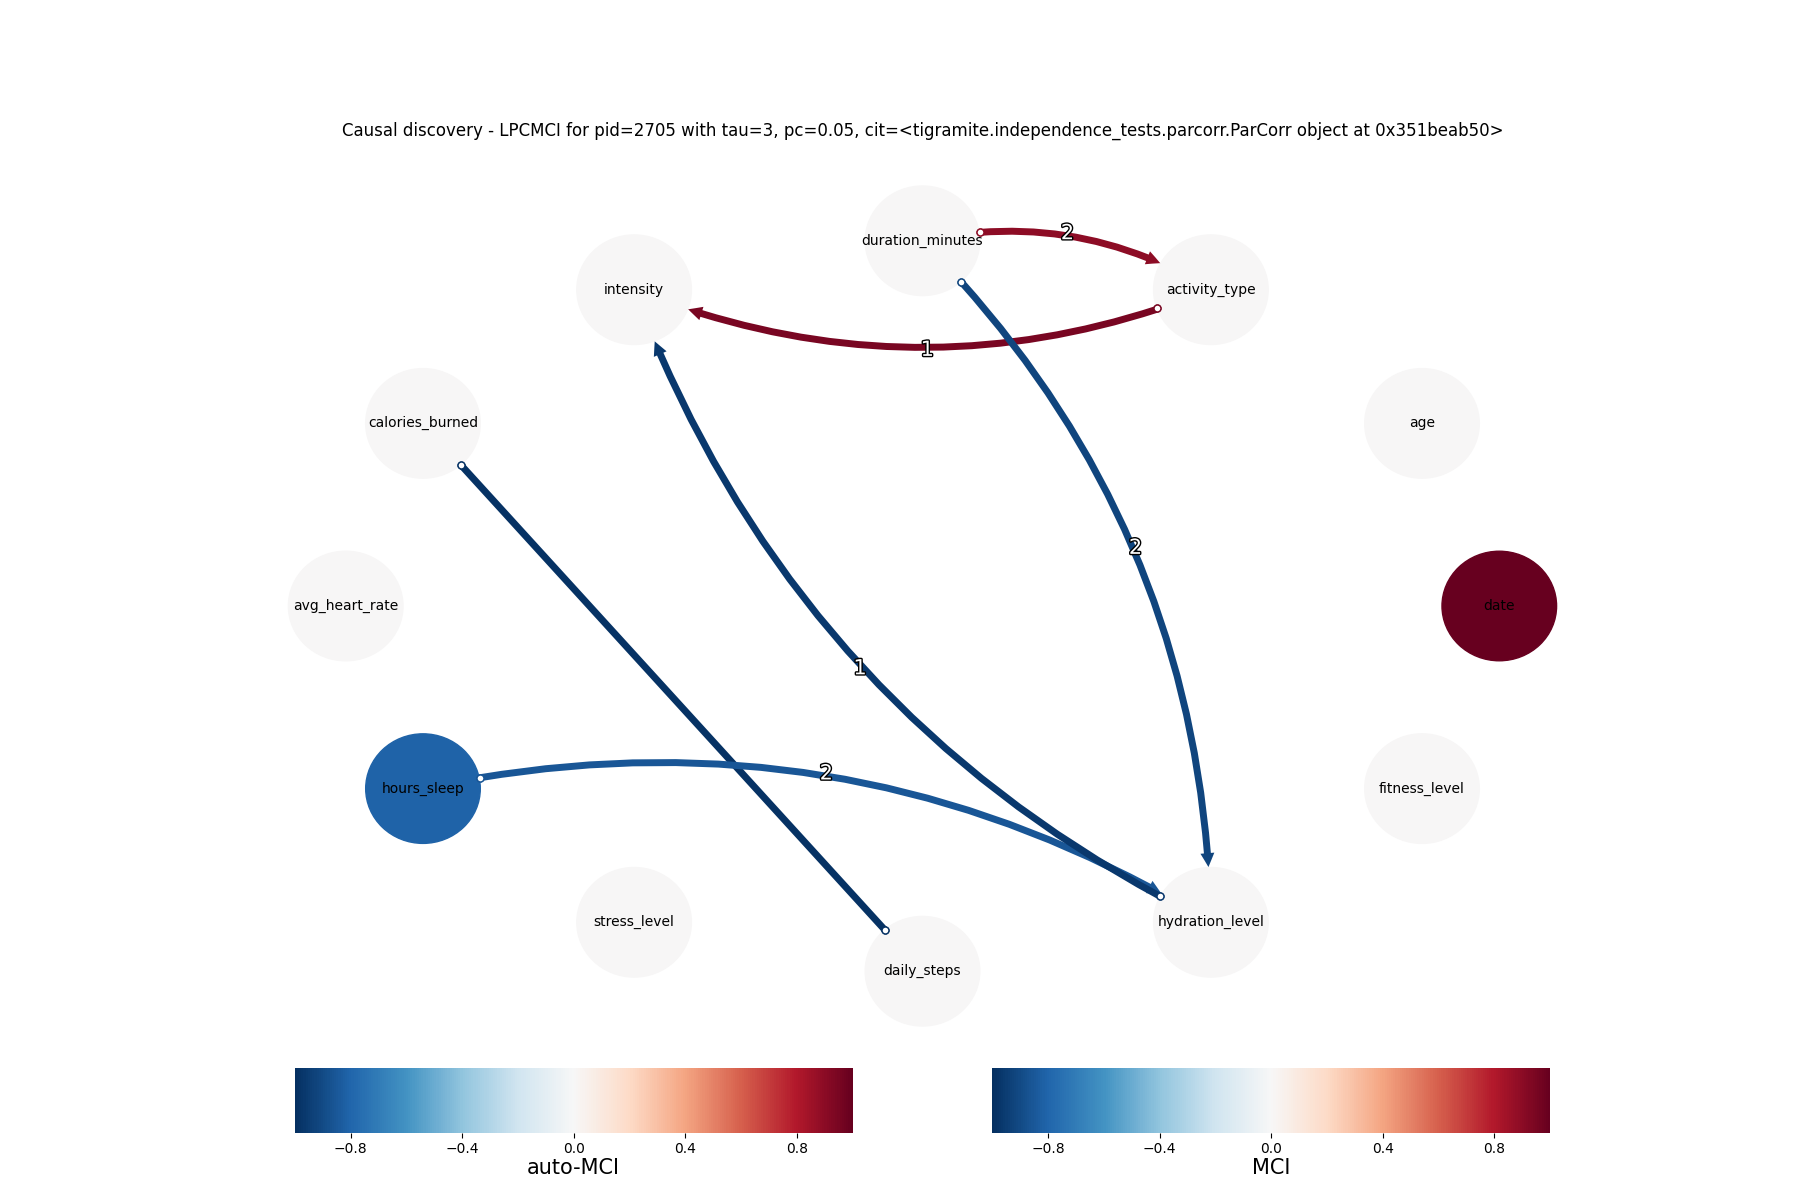 Causal discovery - LPCMCI for pid=2705 with tau=3, pc=0.05, cit=<tigramite.independence_tests.parcorr.ParCorr object at 0x351beab50>
duration_minutes
2
intensity
activity_type
1
calories_burned
age
2
avg_heart_rate
date
1
2
hours_sleep
fitness_level
stress_level
hydration_level
daily_steps
−0.8 −0.4 0.0 0.4 0.8
auto-MCI
−0.8 −0.4 0.0 0.4 0.8
MCI